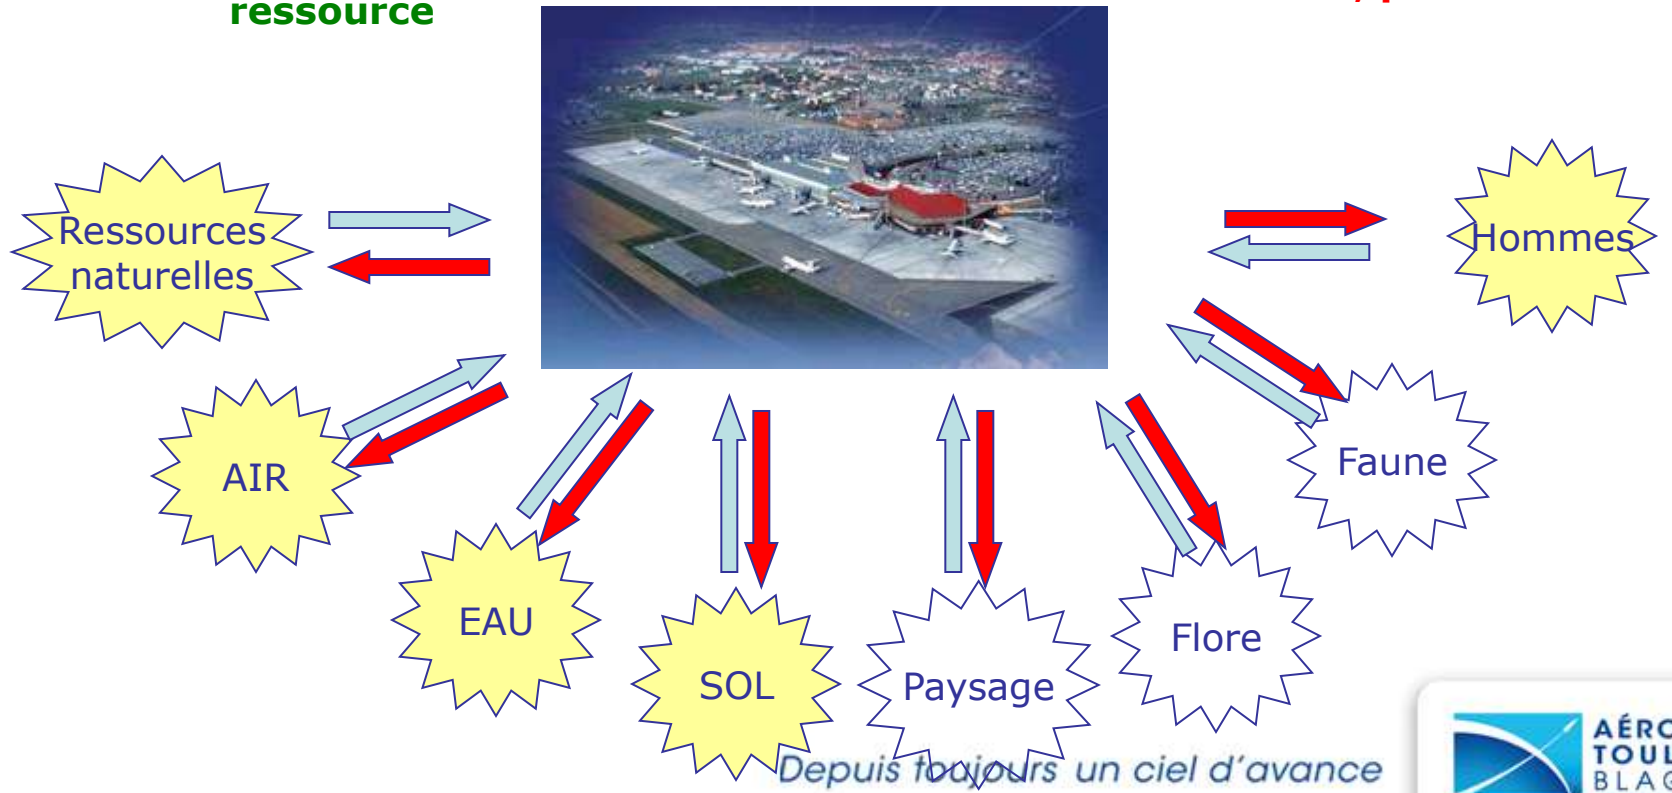 ressource
Ressources
naturelles
Hommes
AIR
Faune
EAU
Flore
SOL
Paysage
Depuis toujours un ciel d'avance